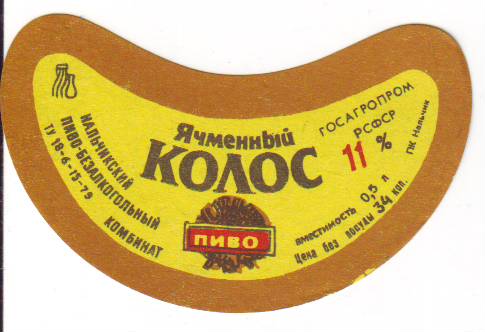 НАЛЬЧИКСКИЙ
ПИВО-БЕЗАЛКОГОЛЬНЫЙ
КОМБИНАТ
ТУ 18-6-15-79
Ячменный
КОЛОС
ПИВО
ГОСАГРОПРОМ
РСФСР
11 %
ПК Нальчик
вместимость 0,5 л
Цена без посуды 34 коп.